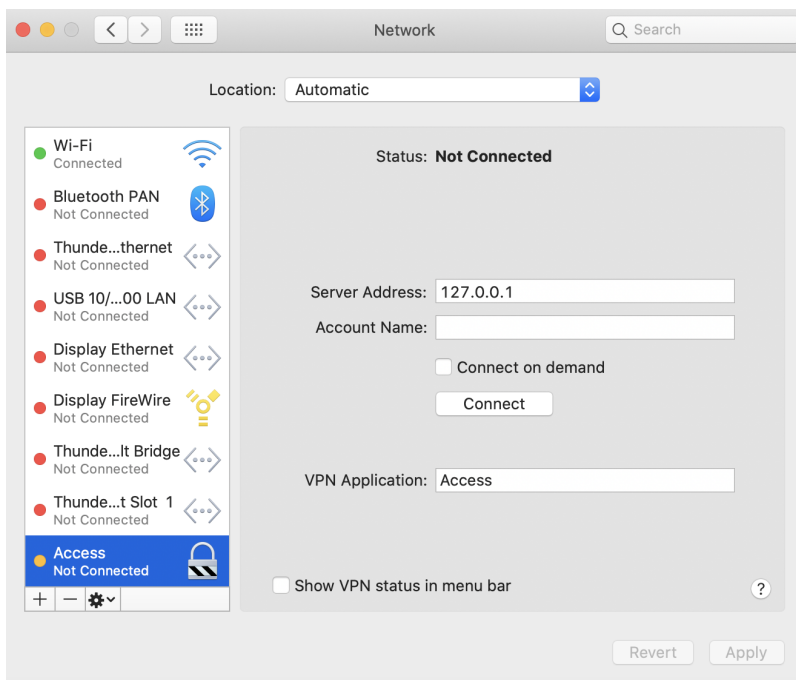 Network
Search
Location: Automatic
Wi-Fi
Connected
Bluetooth PAN
Not Connected
Thunde...thernet
Not Connected
USB 10/...00 LAN
Not Connected
Display Ethernet
Not Connected
Display FireWire
Not Connected
Thunde...lt Bridge
Not Connected
Thunde...t Slot 1
Not Connected
Access
Not Connected
Status: Not Connected
Server Address: 127.0.0.1
Account Name:
Connect on demand
Connect
VPN Application: Access
Show VPN status in menu bar
?
Revert
Apply